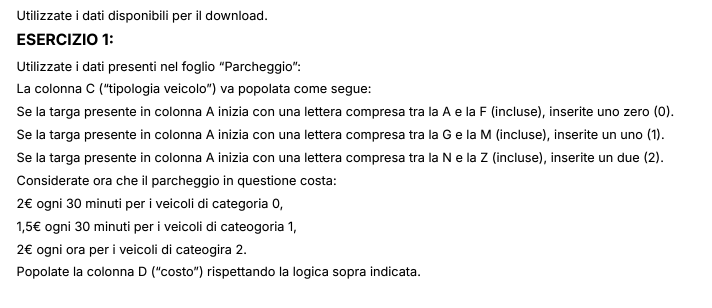 Utilizzate i dati disponibili per il download.
ESERCIZIO 1:
Utilizzate i dati presenti nel foglio “Parcheggio”:
La colonna C (“tipologia veicolo”) va popolata come segue:
Se la targa presente in colonna A inizia con una lettera compresa tra la A e la F (incluse), inserite uno zero (0).
Se la targa presente in colonna A inizia con una lettera compresa tra la G e la M (incluse), inserite un uno (1).
Se la targa presente in colonna A inizia con una lettera compresa tra la N e la Z (incluse), inserite un due (2).
Considerate ora che il parcheggio in questione costa:
2€ ogni 30 minuti per i veicoli di categoria 0,
1,5€ ogni 30 minuti per i veicoli di cateogoria 1,
2€ ogni ora per i veicoli di cateogira 2.
Popolate la colonna D (“costo”) rispettando la logica sopra indicata.